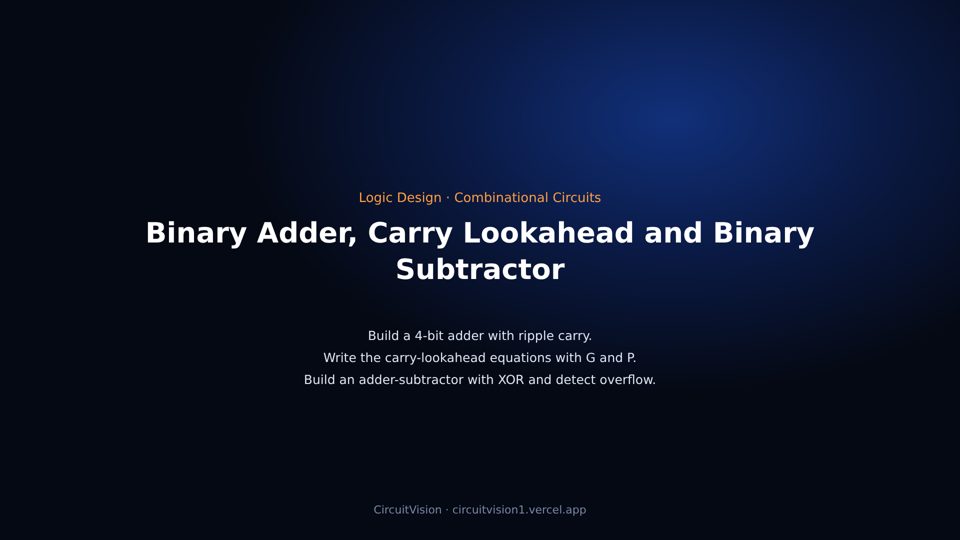 Logic Design · Combinational Circuits
Binary Adder, Carry Lookahead and Binary
Subtractor
Build a 4-bit adder with ripple carry.
Write the carry-lookahead equations with G and P.
Build an adder-subtractor with XOR and detect overflow.
CircuitVision · circuitvision1.vercel.app